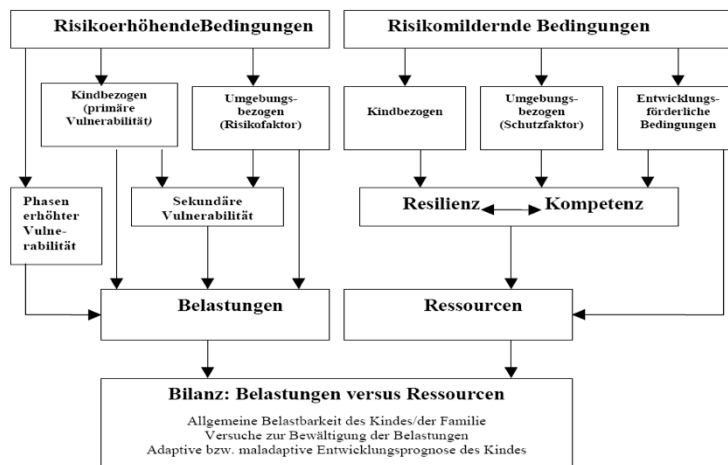 RisikoerhöhendeBedingungen
Risikomildernde Bedingungen
Kindbezogen
(primäre
Vulnerabilität)
Umgebungs-
bezogen
(Risikofaktor)
Kindbezogen
Umgebungs-
bezogen
(Schutzfaktor)
Entwicklungs-
förderliche
Bedingungen
Phasen
erhöhter
Vulne-
rabilität
Sekundäre
Vulnerabilität
Resilienz Kompetenz
Belastungen
Ressourcen
Bilanz: Belastungen versus Ressourcen
Allgemeine Belastbarkeit des Kindes/der Familie
Versuche zur Bewältigung der Belastungen
Adaptive bzw. maladaptive Entwicklungsprognose des Kindes